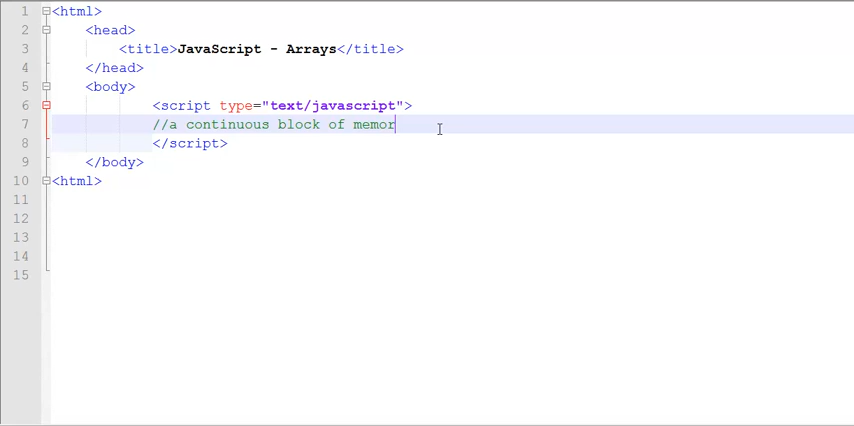 1 <html>
2 <head>
3 <title>JavaScript - Arrays</title>
4 </head>
5 <body>
6 <script type="text/javascript">
7 //a continuous block of memor
8 </script>
9 </body>
10 <html>
11
12
13
14
15